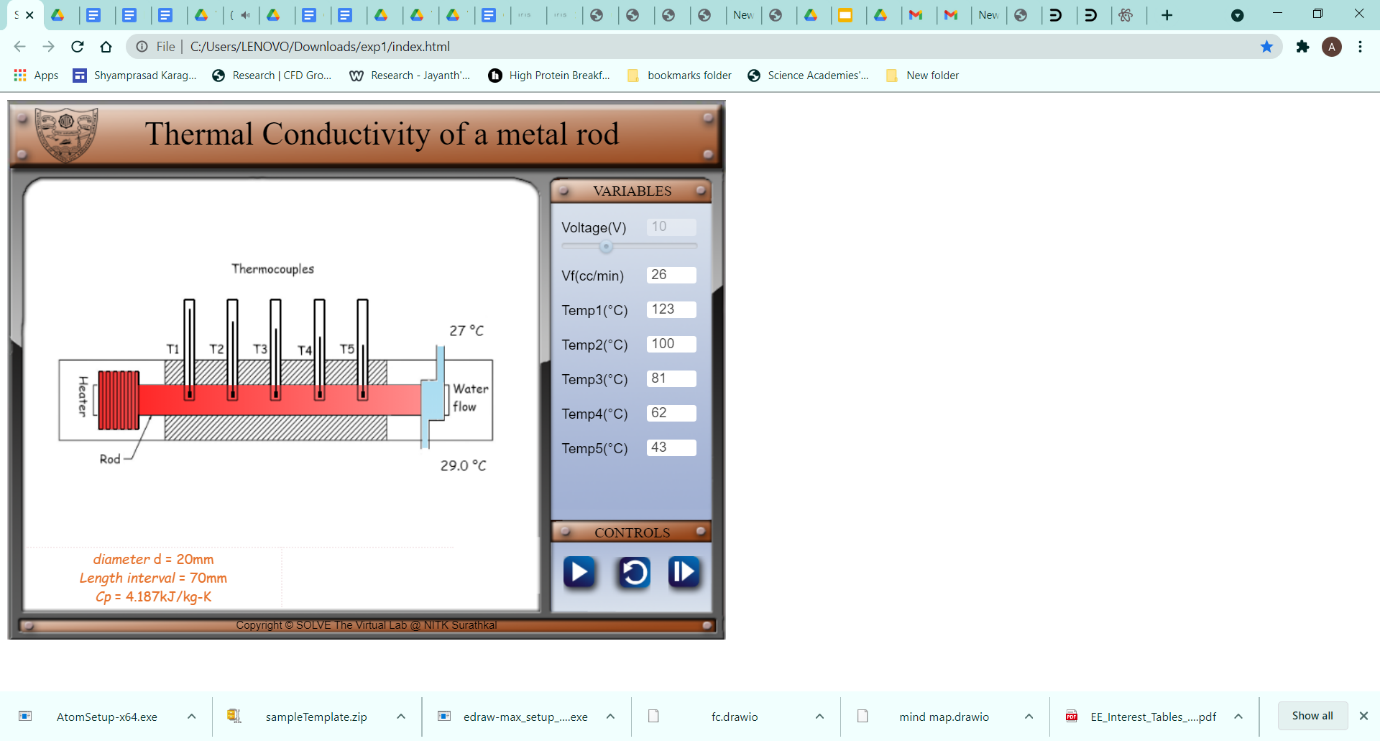 S
New
New
File | C:/Users/LENOVO/Downloads/exp1/index.html
A
Apps
Shyamprasad Karag...
Research | CFD Gro...
Research - Jayanth'...
High Protein Breakf...
bookmarks folder
Science Academies'...
New folder
Thermal Conductivity of a metal rod
VARIABLES
Voltage(V) 10
Vf(cc/min) 26
Temp1(°C) 123
Temp2(°C) 100
Temp3(°C) 81
Temp4(°C) 62
Temp5(°C) 43
Thermocouples
27 °C
T1 T2 T3 T4 T5
Heater
Water
flow
Rod
29.0 °C
diameter d = 20mm
Length interval = 70mm
Cp = 4.187kJ/kg-K
CONTROLS
Copyright © SOLVE The Virtual Lab @ NITK Surathkal
AtomSetup-x64.exe
sampleTemplate.zip
edraw-max_setup_....exe
fc.drawio
mind map.drawio
PDF
EE_Interest_Tables_....pdf
Show all